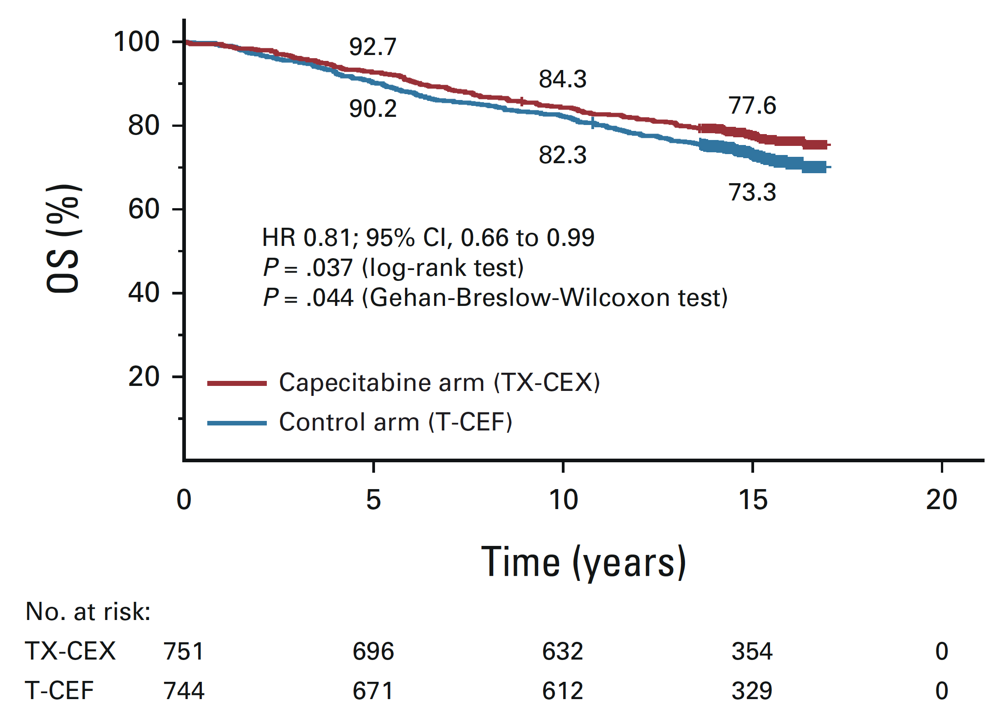 100
80
60
40
20
OS (%)
92.7
90.2
84.3
82.3
77.6
73.3
HR 0.81; 95% CI, 0.66 to 0.99
P = .037 (log-rank test)
P = .044 (Gehan-Breslow-Wilcoxon test)
Capecitabine arm (TX-CEX)
Control arm (T-CEF)
0 5 10 15 20
Time (years)
No. at risk:
TX-CEX 751 696 632 354 0
T-CEF 744 671 612 329 0